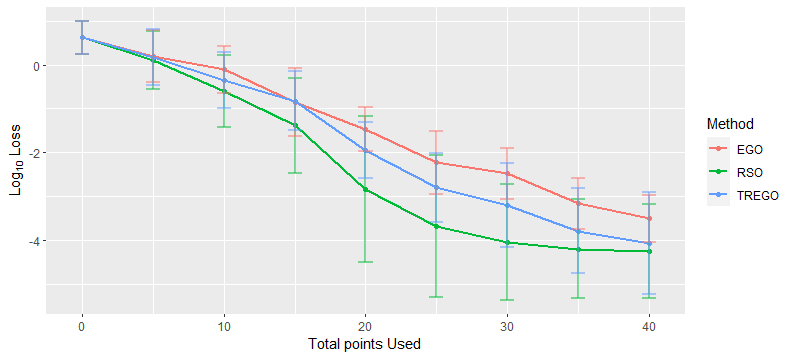 0
-2
-4
Log10 Loss
0
10
20
30
40
Total points Used
Method
EGO
RSO
TREGO